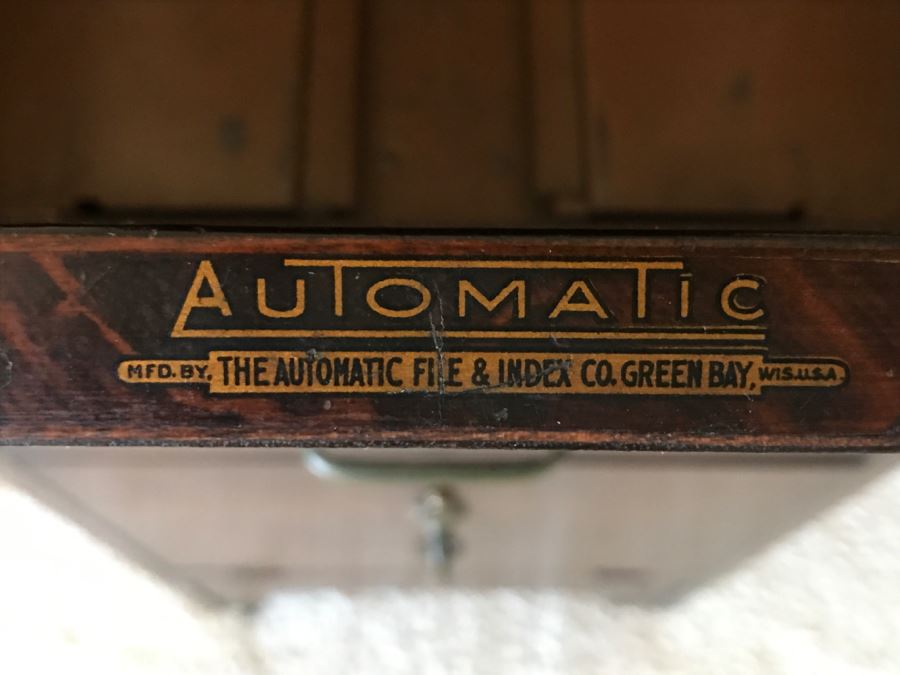 AUTOMATIC
MFD. BY. THE AUTOMATIC FILE & INDEX CO. GREEN BAY, WIS. U.S.A.